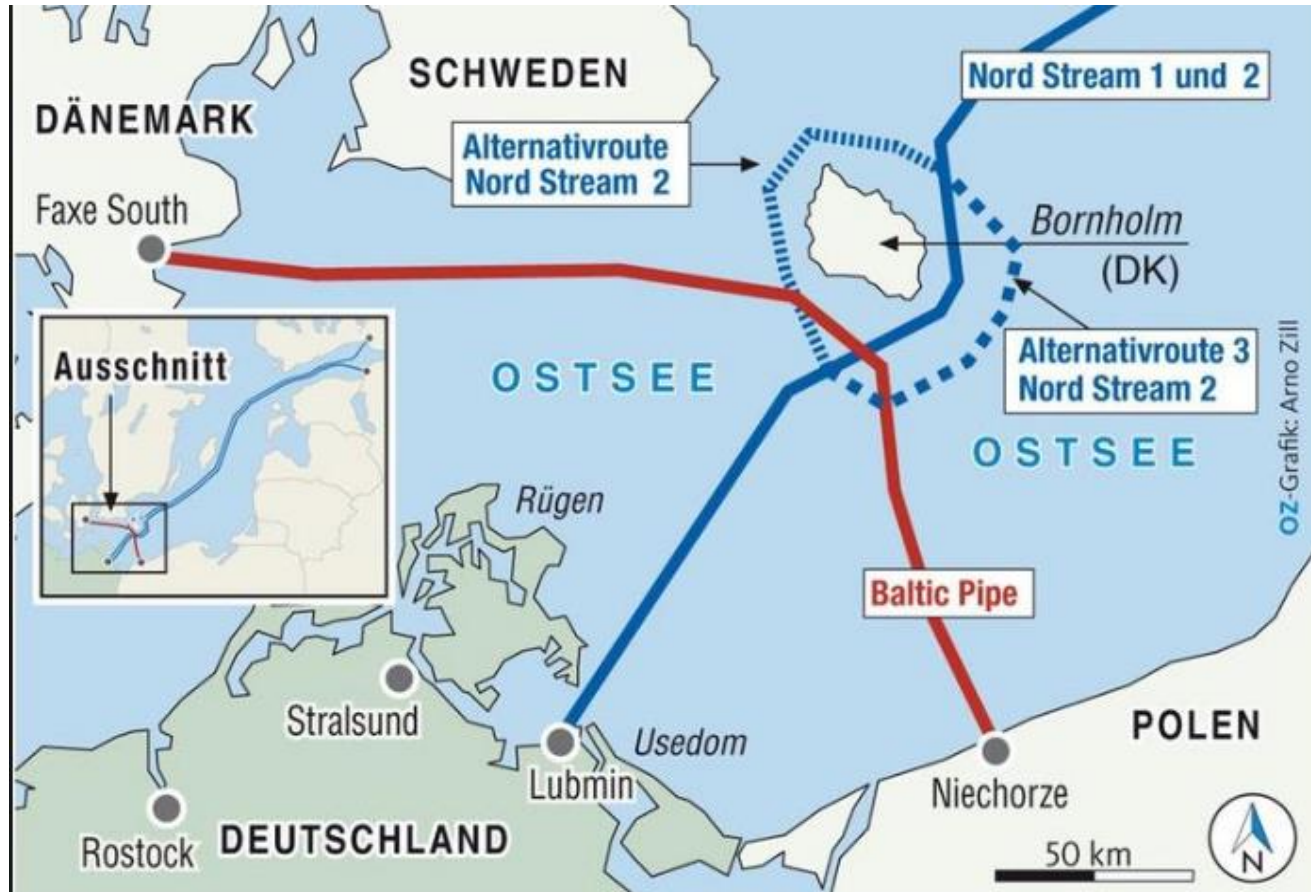 SCHWEDEN
DÄNEMARK
Nord Stream 1 und 2
Alternativroute
Nord Stream 2
Faxe South
Bornholm
(DK)
Ausschnitt
OSTSEE
Alternativroute 3
Nord Stream 2
OSTSEE
OZ-Grafik: Arno Zill
Rügen
Baltic Pipe
Stralsund
Usedom
POLEN
Lubmin
Niechorze
Rostock
DEUTSCHLAND
50 km
N